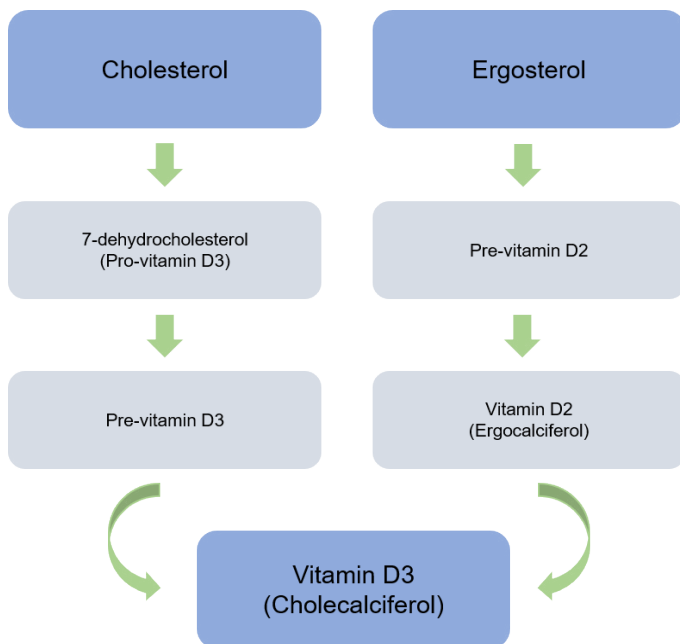 Cholesterol
Ergosterol
7-dehydrocholesterol
(Pro-vitamin D3)
Pre-vitamin D2
Pre-vitamin D3
Vitamin D2
(Ergocalciferol)
Vitamin D3
(Cholecalciferol)